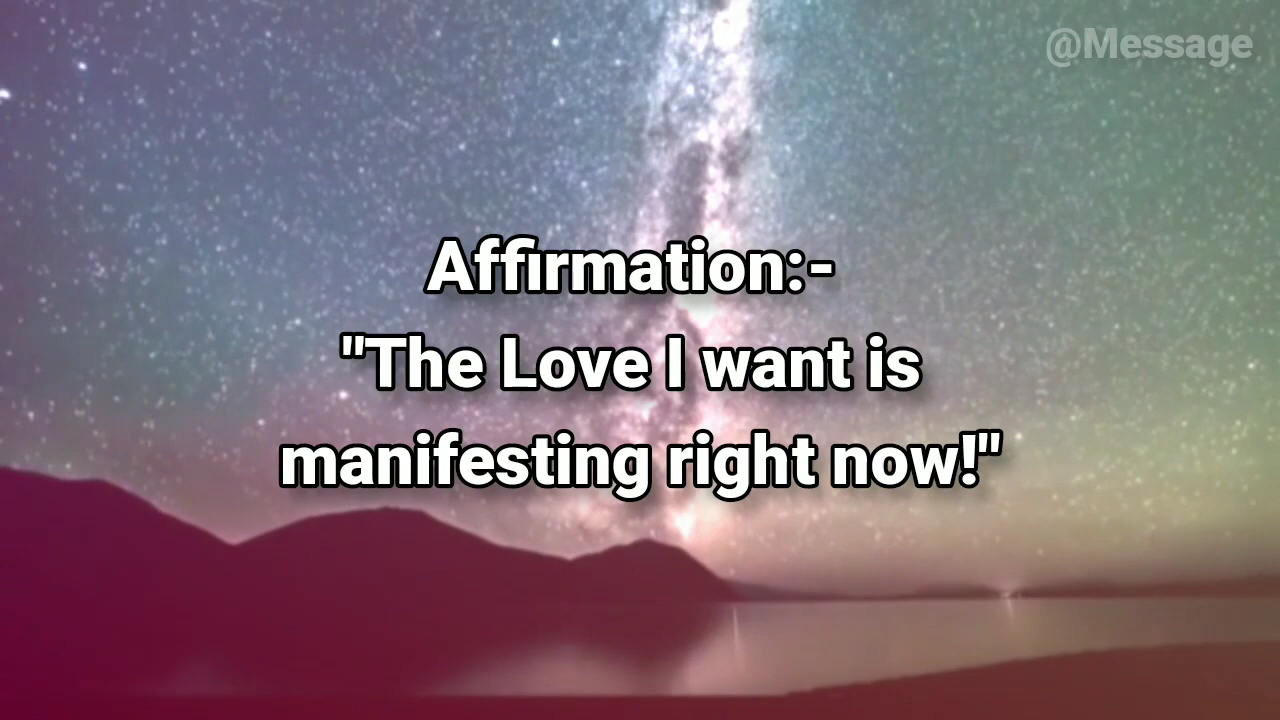 @Message
Affirmation:-
"The Love I want is
manifesting right now!"